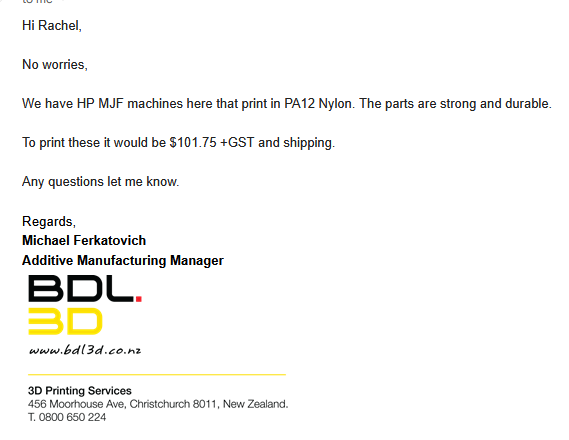 to me
Hi Rachel,
No worries,
We have HP MJF machines here that print in PA12 Nylon. The parts are strong and durable.
To print these it would be $101.75 +GST and shipping.
Any questions let me know.
Regards,
Michael Ferkatovich
Additive Manufacturing Manager
BDL.
3D
www.bdl3d.co.nz
3D Printing Services
456 Moorhouse Ave, Christchurch 8011, New Zealand.
T. 0800 650 224